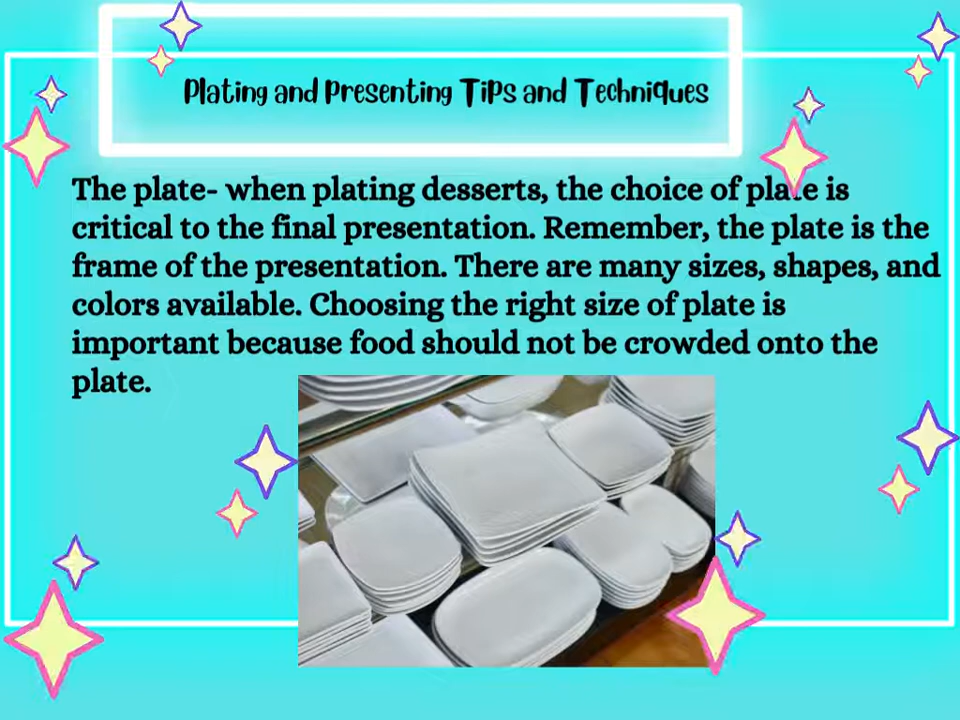 Plating and Presenting Tips and Techniques
The plate- when plating desserts, the choice of plate is
critical to the final presentation. Remember, the plate is the
frame of the presentation. There are many sizes, shapes, and
colors available. Choosing the right size of plate is
important because food should not be crowded onto the
plate.